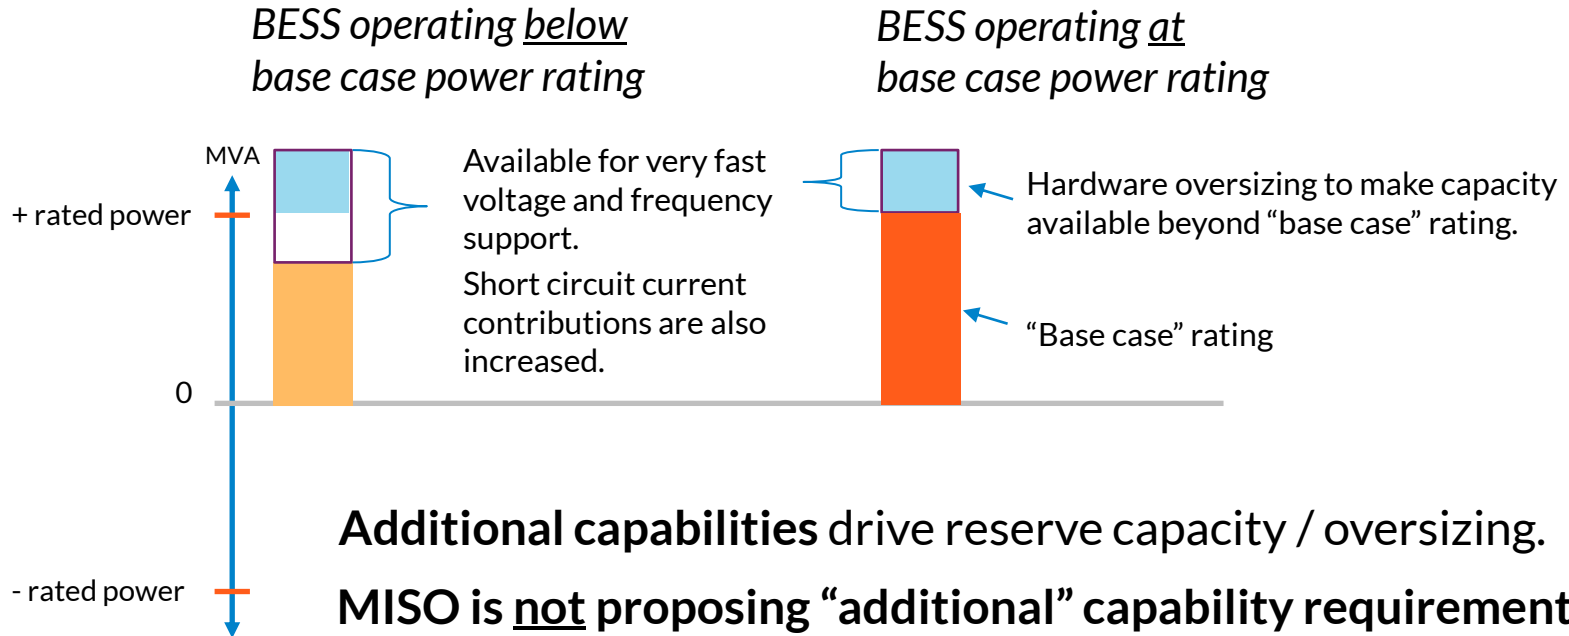 BESS operating below
base case power rating
BESS operating at
base case power rating
MVA
+ rated power
0
- rated power
Available for very fast
voltage and frequency
support.
Short circuit current
contributions are also
increased.
Hardware oversizing to make capacity
available beyond “base case” rating.
“Base case” rating
Additional capabilities drive reserve capacity / oversizing.
MISO is not proposing “additional” capability requirement